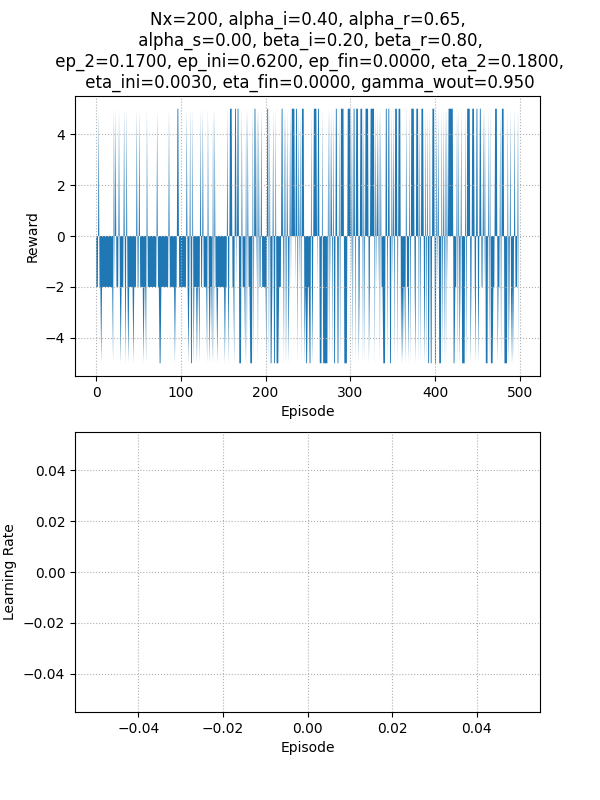 Nx=200, alpha_i=0.40, alpha_r=0.65,
alpha_s=0.00, beta_i=0.20, beta_r=0.80,
ep_2=0.1700, ep_ini=0.6200, ep_fin=0.0000, eta_2=0.1800,
eta_ini=0.0030, eta_fin=0.0000, gamma_wout=0.950
4
2
0
−2
−4
Reward
0 100 200 300 400 500
Episode
0.04
0.02
0.00
−0.02
−0.04
Learning Rate
−0.04 −0.02 0.00 0.02 0.04
Episode